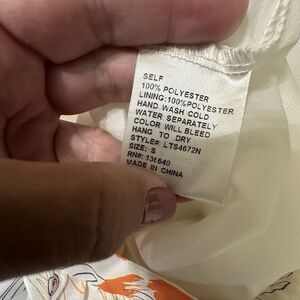 SELF
100% POLYESTER
LINING:100%POLYESTER
HAND WASH COLD
WATER SEPARATELY
COLOR WILL BLEED
HANG TO DRY
STYLE# LTS4672N
SIZE: S
RN#: 136640
MADE IN CHINA